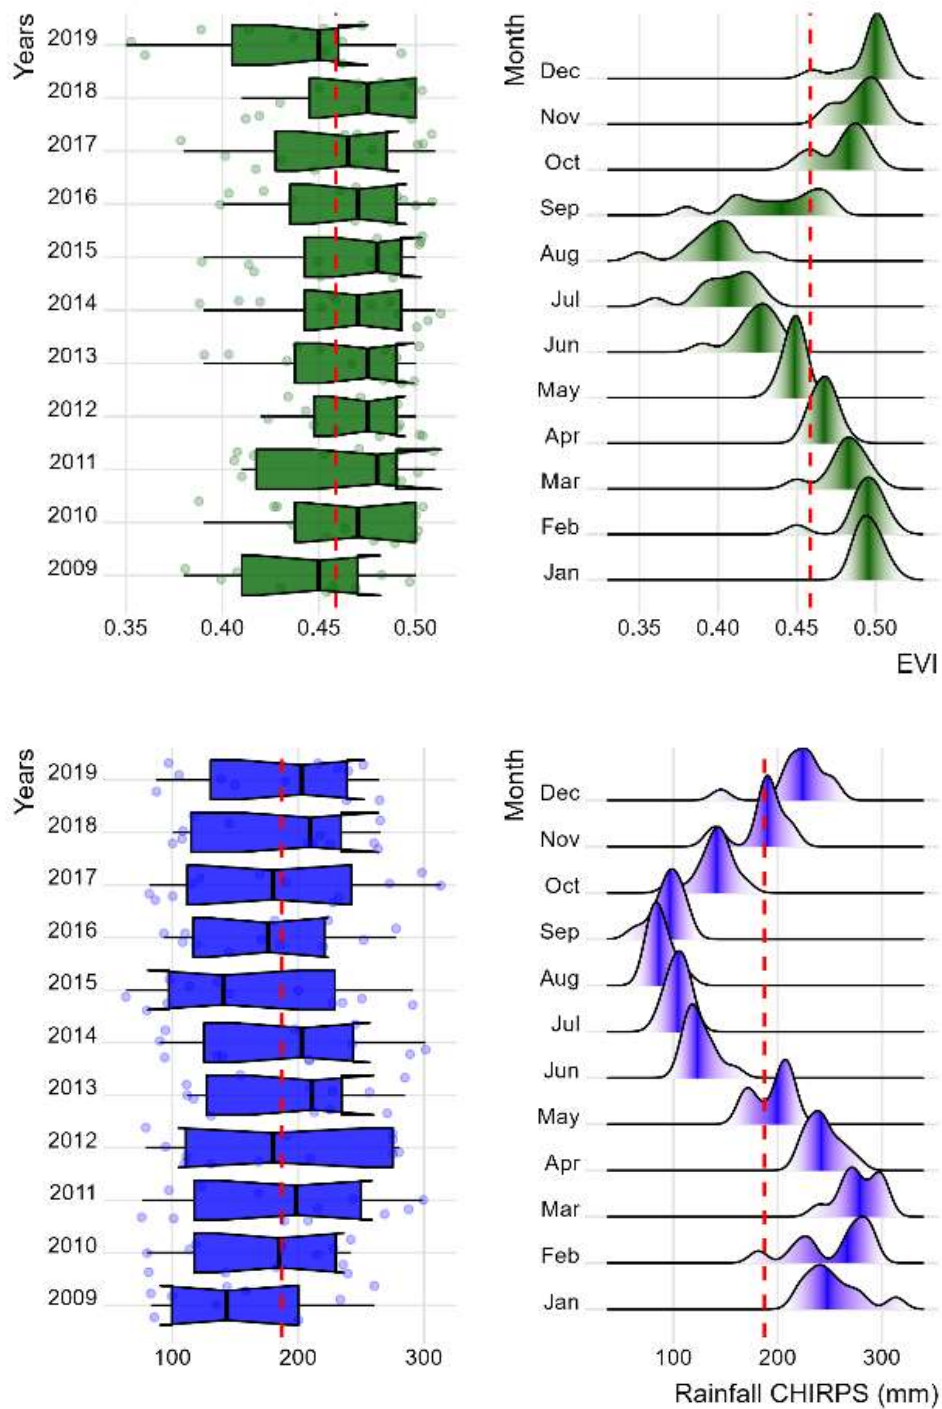 Years
2019
2018
2017
2016
2015
2014
2013
2012
2011
2010
2009
0.35 0.40 0.45 0.50
Month
Dec
Nov
Oct
Sep
Aug
Jul
Jun
May
Apr
Mar
Feb
Jan
0.35 0.40 0.45 0.50
EVI
Years
2019
2018
2017
2016
2015
2014
2013
2012
2011
2010
2009
100 200 300
Month
Dec
Nov
Oct
Sep
Aug
Jul
Jun
May
Apr
Mar
Feb
Jan
100 200 300
Rainfall CHIRPS (mm)